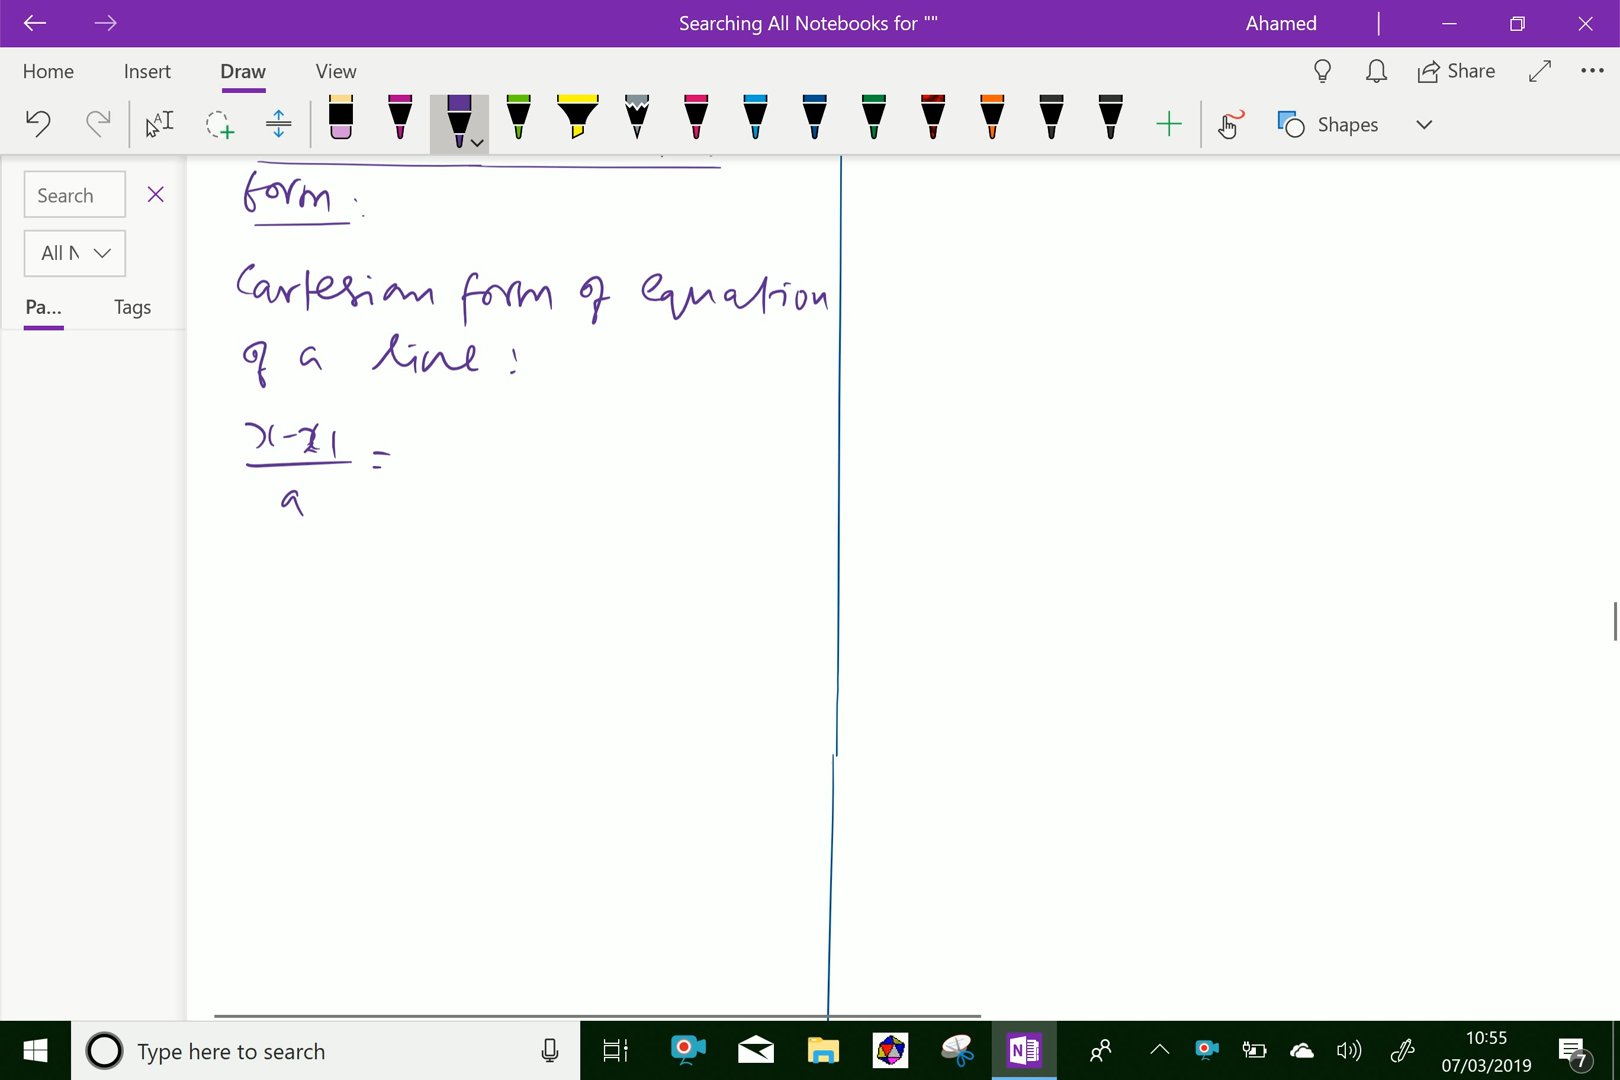 Searching All Notebooks for ""
Ahamed
Home Insert Draw View
Share
Shapes
Search
All N
Pa... Tags
form:
Cartesian form of equation
of a line:
x-x1
=
a
Type here to search
N
10:55
07/03/2019
7